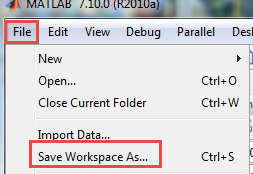 MATLAB 7.10.0 (R2010a)
File Edit View Debug Parallel Des
New
Open... Ctrl+O
Close Current Folder Ctrl+W
Import Data...
Save Workspace As... Ctrl+S